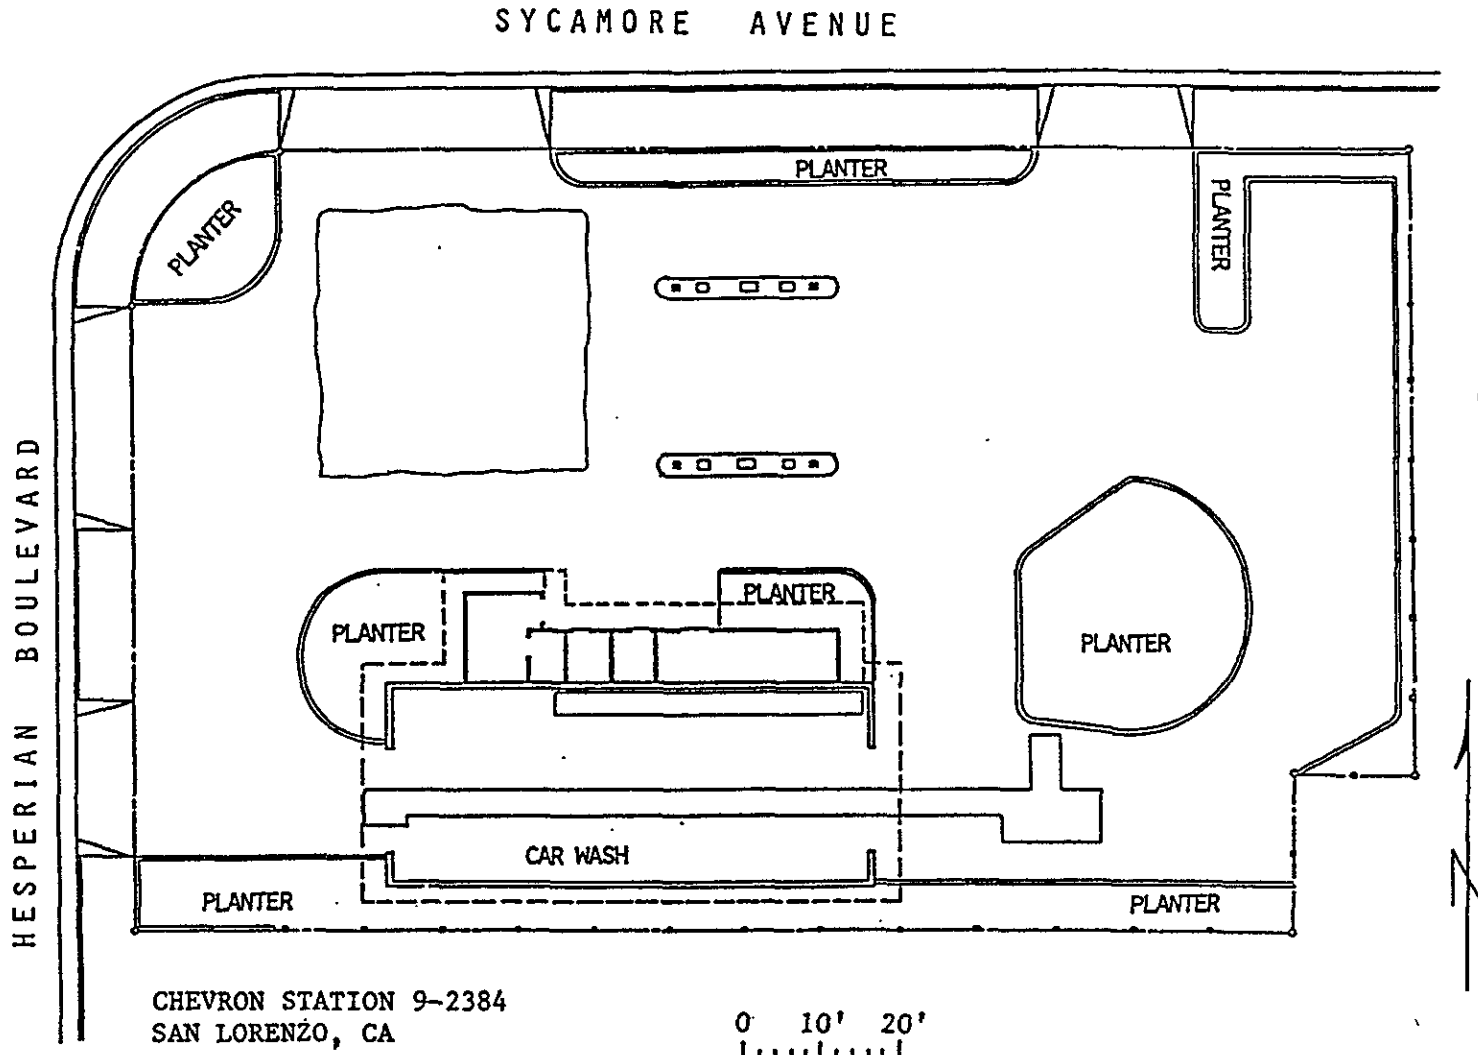 SYCAMORE AVENUE
PLANTER
PLANTER
PLANTER
HESPERIAN BOULEVARD
PLANTER
PLANTER
PLANTER
CAR WASH
PLANTER
PLANTER
N
CHEVRON STATION 9-2384
SAN LORENZO, CA
0 10' 20'